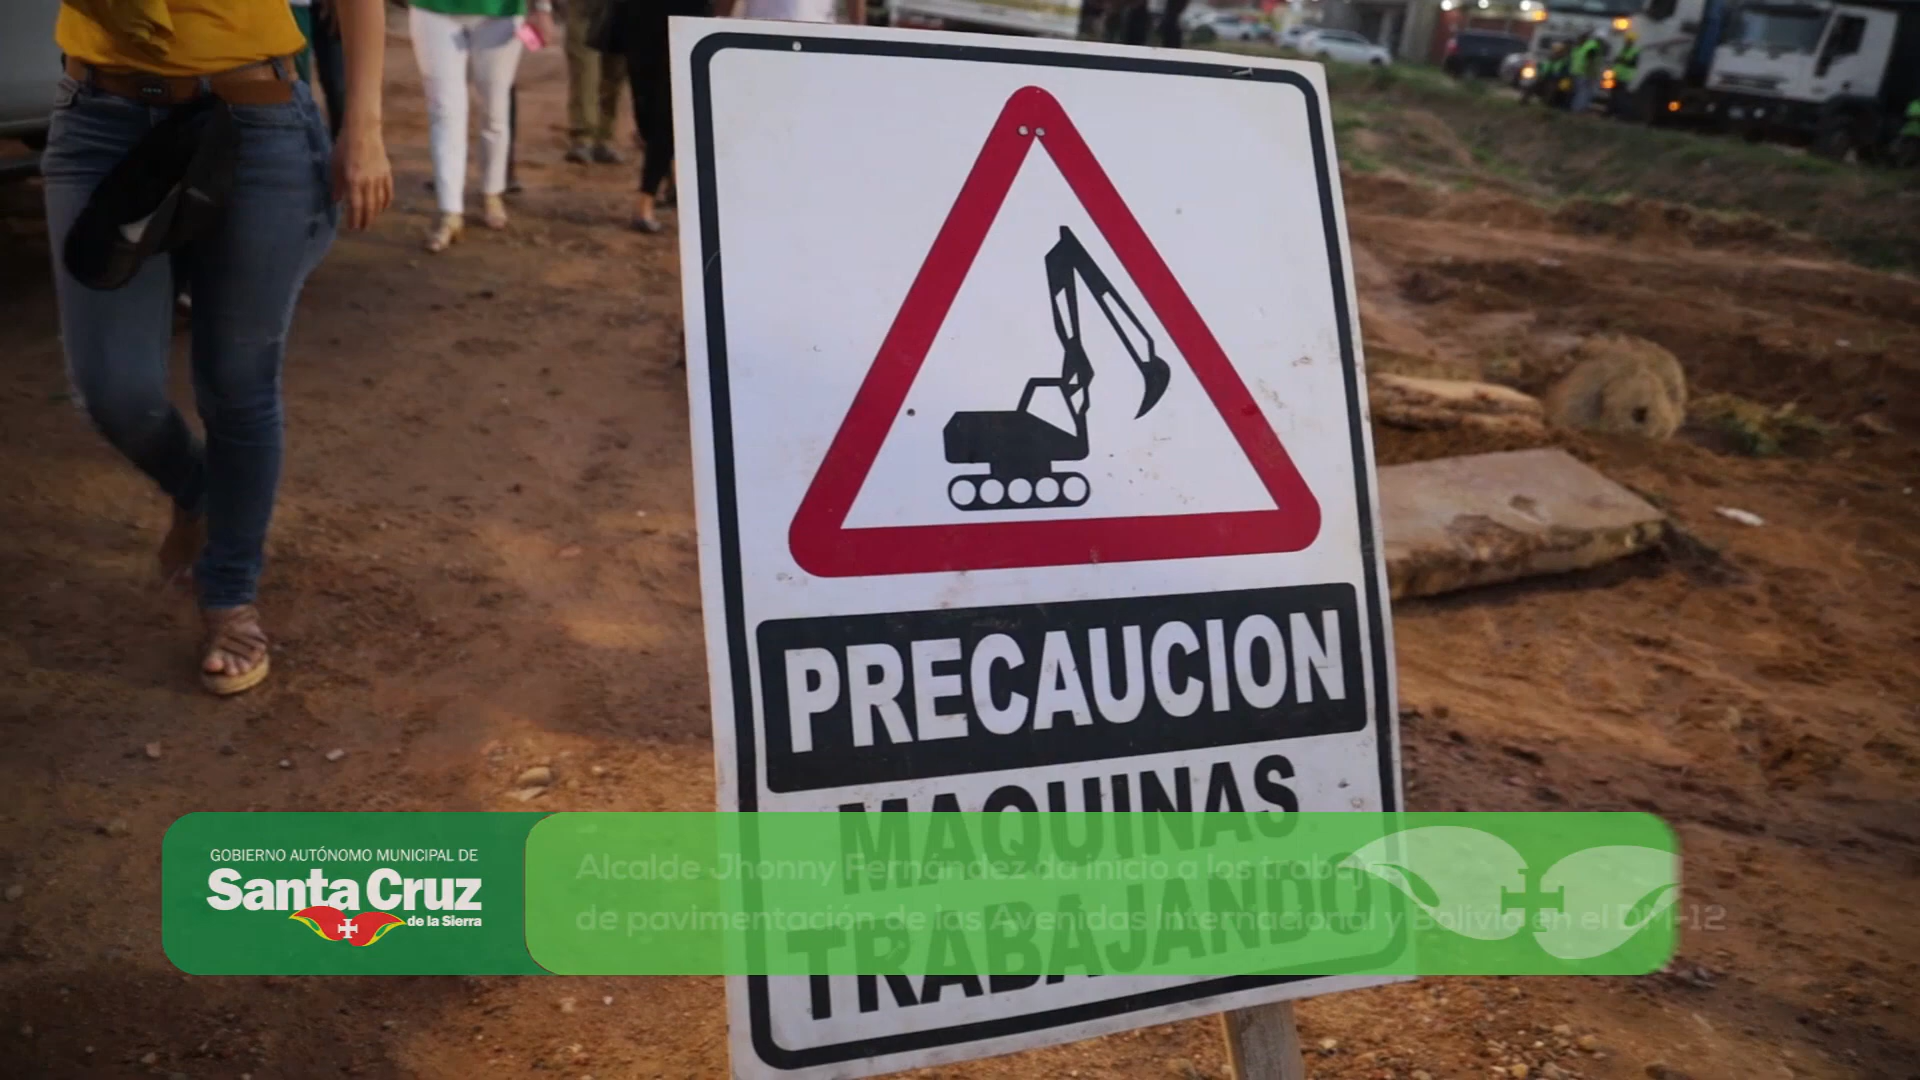 PRECAUCION
MAQUINAS
TRABAJANDO
GOBIERNO AUTÓNOMO MUNICIPAL DE
Santa Cruz
de la Sierra
Alcalde Jhonny Fernández da inicio a los trabajos
de pavimentación de las Avenidas Internacional y Bolivia en el DM-12